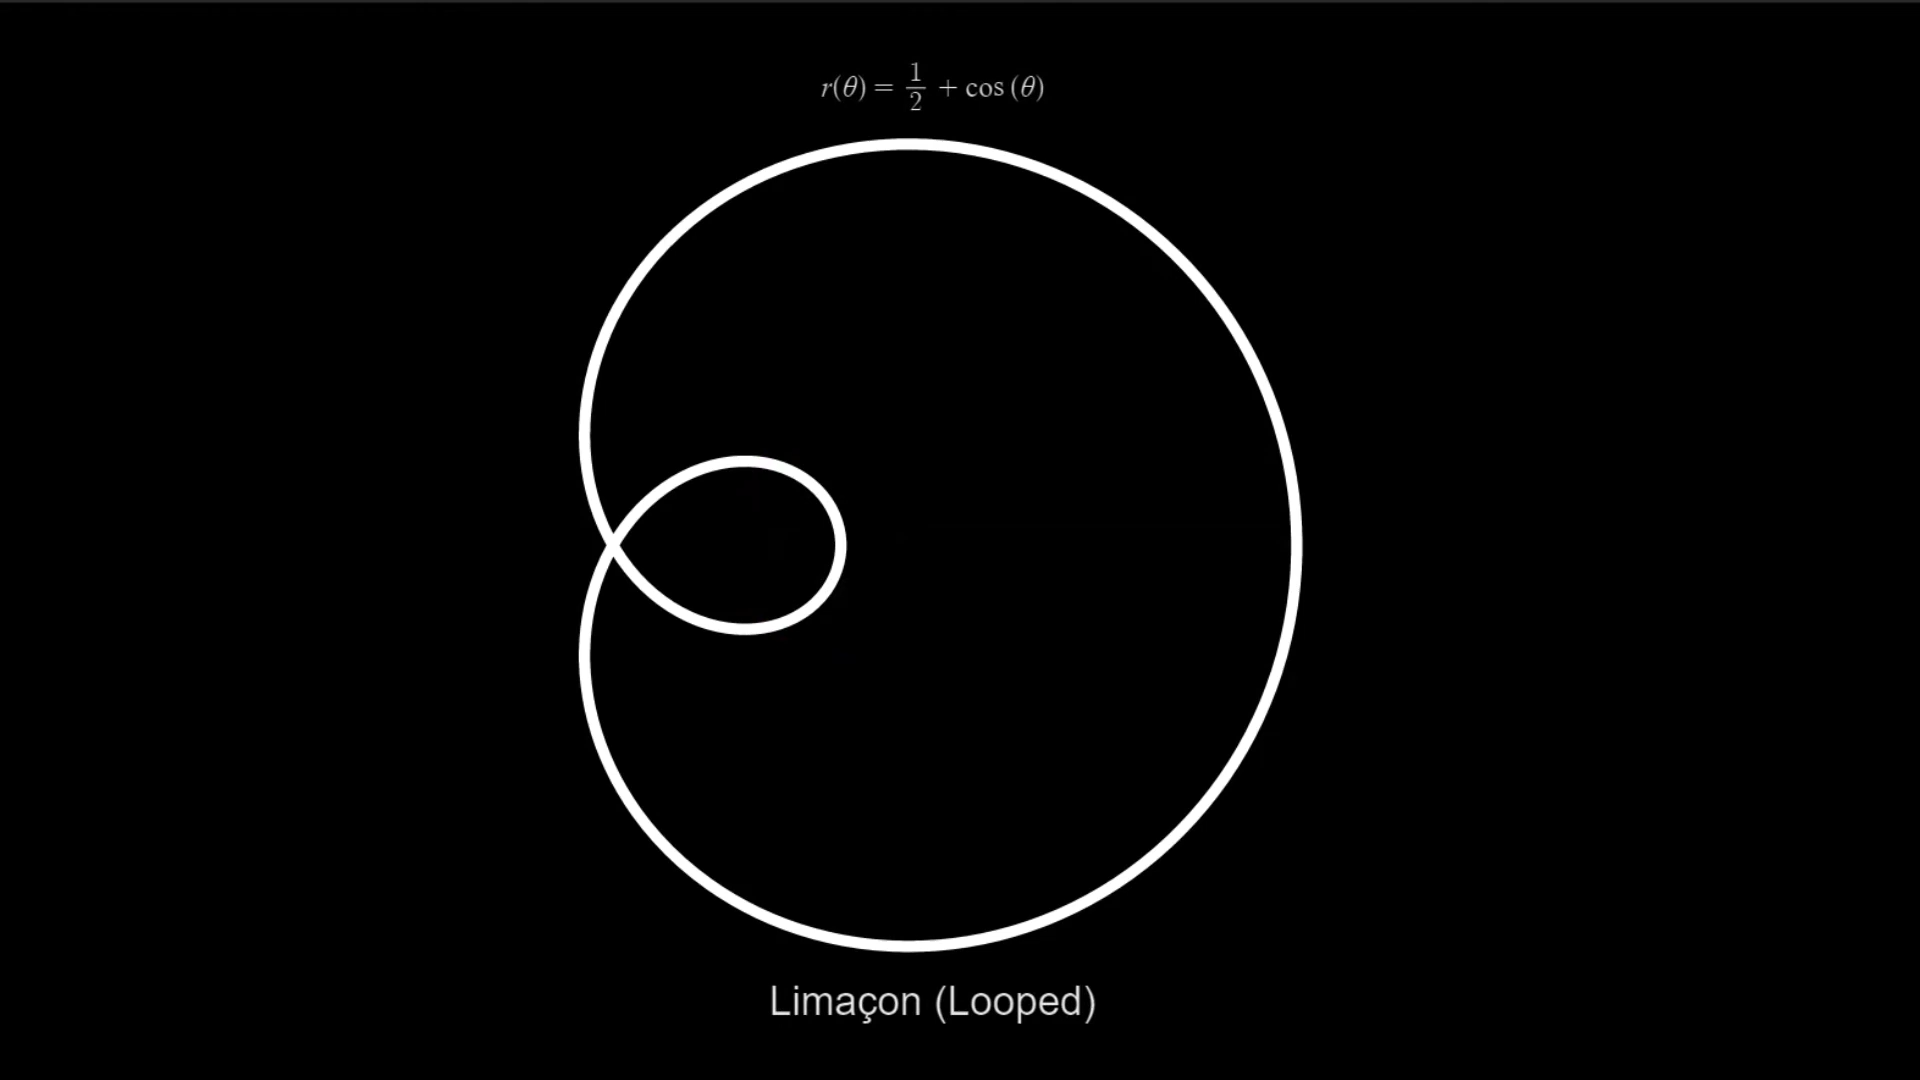 r(θ) = 1/2 + cos (θ)
Limaçon (Looped)